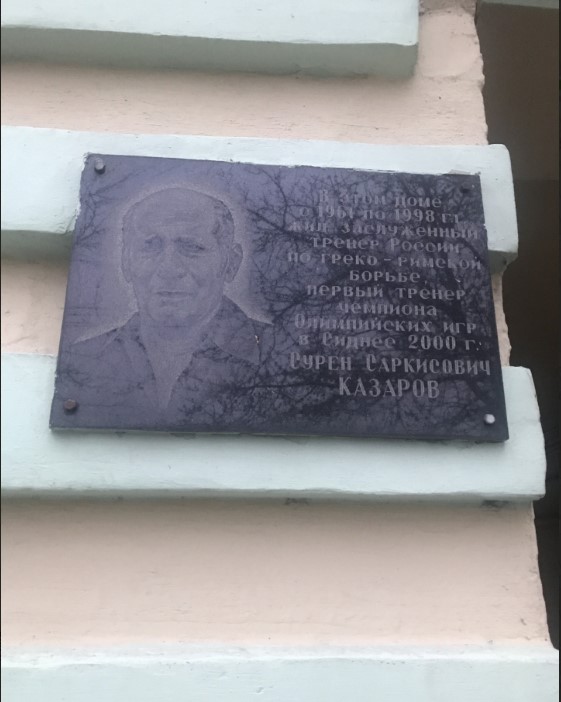 В этом доме
с 1961 по 1998 гг.
жил заслуженный
тренер России
по греко - римской
борьбе,
первый тренер
чемпиона
Олимпийских игр
в Сиднее 2000 г.
Сурен Саркисович
КАЗАРОВ